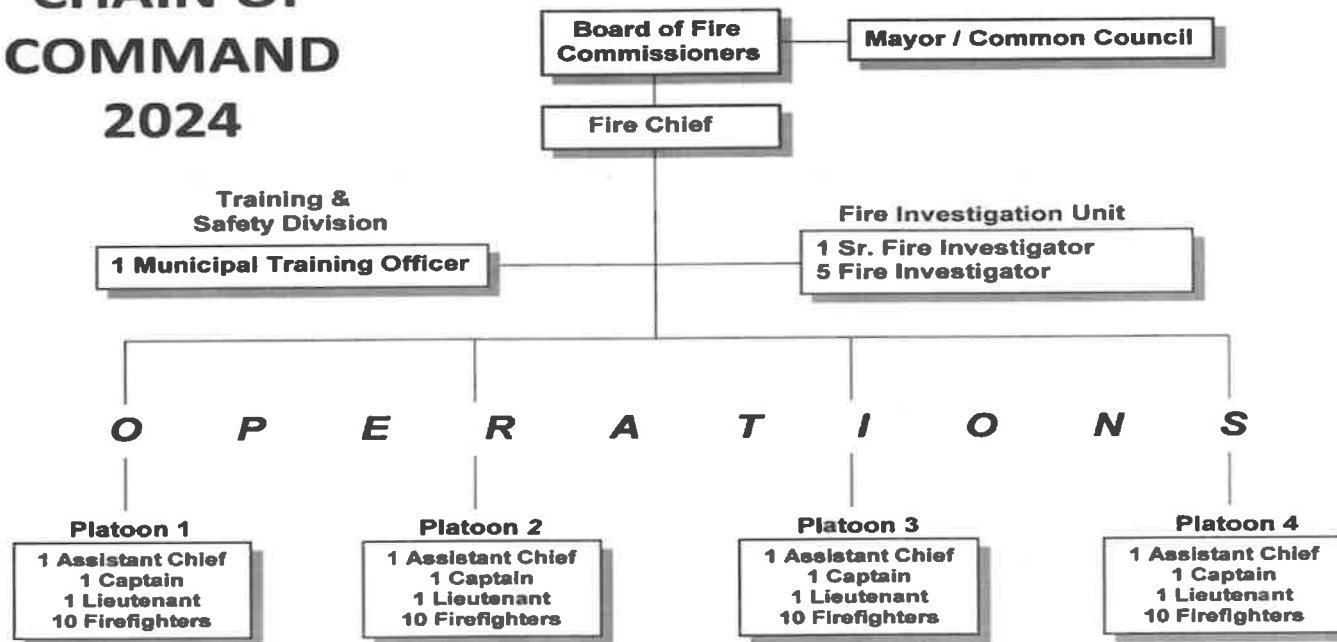 CHAIN OF
COMMAND
2024
Board of Fire
Commissioners
Mayor / Common Council
Fire Chief
Training &
Safety Division
1 Municipal Training Officer
Fire Investigation Unit
1 Sr. Fire Investigator
5 Fire Investigator
O P E R A T I O N S
Platoon 1
1 Assistant Chief
1 Captain
1 Lieutenant
10 Firefighters
Platoon 2
1 Assistant Chief
1 Captain
1 Lieutenant
10 Firefighters
Platoon 3
1 Assistant Chief
1 Captain
1 Lieutenant
10 Firefighters
Platoon 4
1 Assistant Chief
1 Captain
1 Lieutenant
10 Firefighters